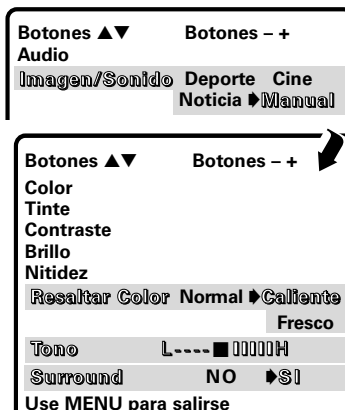 Botones ▲▼ Botones – +
Audio
Imagen/Sonido Deporte Cine
Noticia ➧Manual
Botones ▲▼ Botones – +
Color
Tinte
Contraste
Brillo
Nitidez
Resaltar Color Normal ➧Caliente
Fresco
Tono L----■IIIIIH
Surround NO ➧SI
Use MENU para salirse